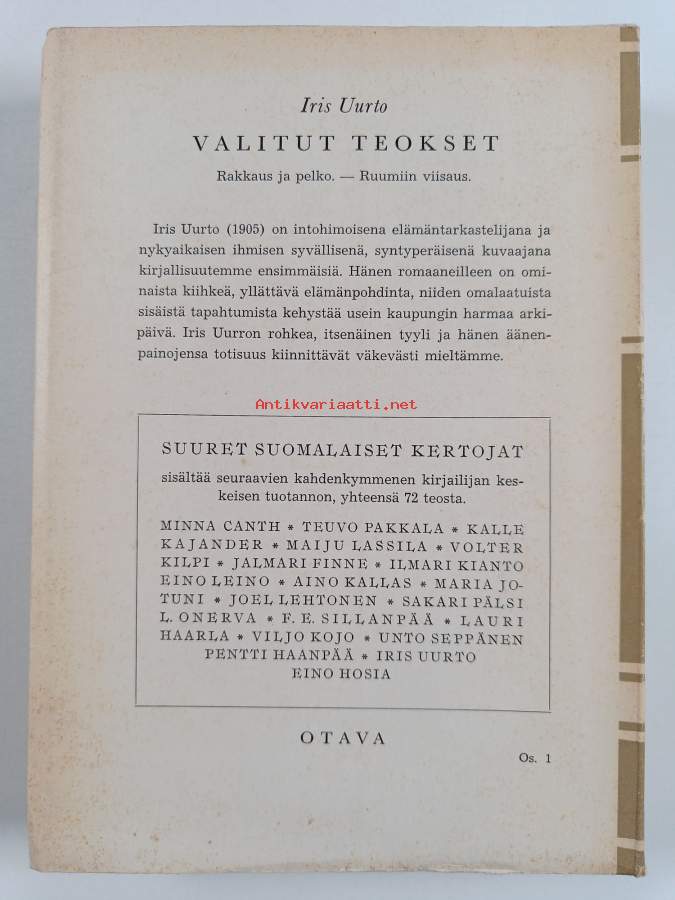 Iris Uurto
VALITUT TEOKSET
Rakkaus ja pelko. — Ruumiin viisaus.
Iris Uurto (1905) on intohimoisena elämäntarkastelijana ja
nykyaikaisen ihmisen syvällisenä, syntyperäisenä kuvaajana
kirjallisuutemme ensimmäisiä. Hänen romaaneilleen on omi-
naista kiihkeä, yllättävä elämänpohdinta, niiden omalaatuista
sisäistä tapahtumista kehystää usein kaupungin harmaa arki-
päivä. Iris Uurron rohkea, itsenäinen tyyli ja hänen äänen-
painojensa totisuus kiinnittävät väkevästi mieltämme.
Antikvariaatti.net
SUURET SUOMALAISET KERTOJAT
sisältää seuraavien kahdenkymmenen kirjailijan kes-
keisen tuotannon, yhteensä 72 teosta.
MINNA CANTH * TEUVO PAKKALA * KALLE
KAJANDER * MAIJU LASSILA * VOLTER
KILPI * JALMARI FINNE * ILMARI KIANTO
EINO LEINO * AINO KALLAS * MARIA JO-
TUNI * JOEL LEHTONEN * SAKARI PÄLSI
L. ONERVA * F. E. SILLANPÄÄ * LAURI
HAARLA * VILJO KOJO * UNTO SEPPÄNEN
PENTTI HAANPÄÄ * IRIS UURTO
EINO HOSIA
OTAVA
Os. 1